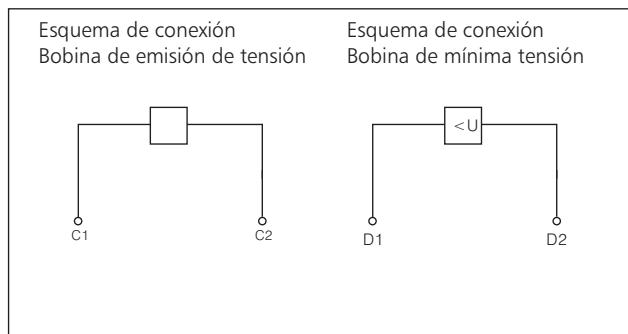 Esquema de conexión
Bobina de emisión de tensión
Esquema de conexión
Bobina de mínima tensión
<U
C1
C2
D1
D2